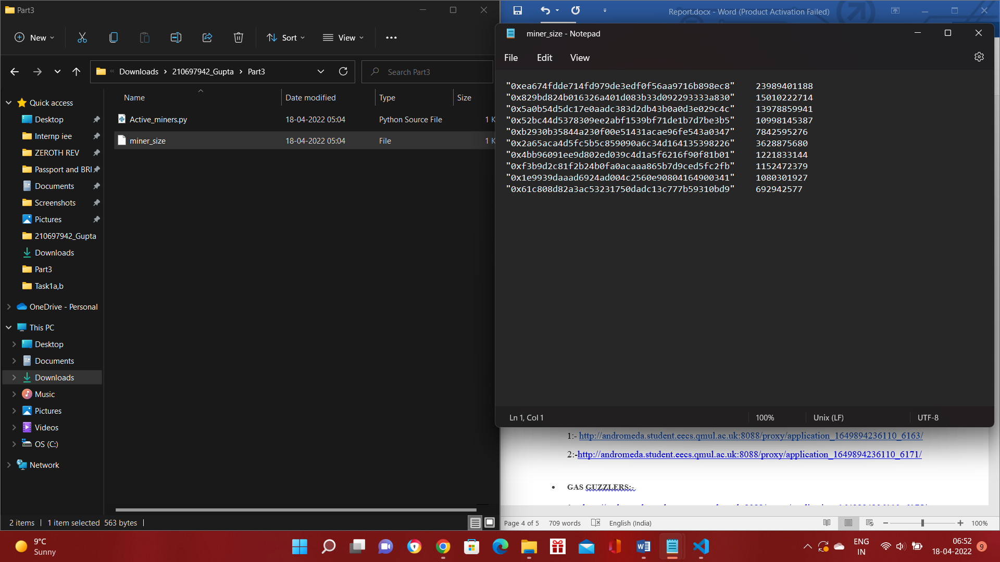 Part3
New
Sort
View
Downloads
210697942_Gupta
Part3
Search Part3
Name
Date modified
Type
Size
Active_miners.py
18-04-2022 05:04
Python Source File
1 K
miner_size
18-04-2022 05:04
File
1 K
Quick access
Desktop
Internp iee
ZEROTH REV
Passport and BRI
Documents
Screenshots
Pictures
210697942_Gupta
Downloads
Part3
Task1a,b
OneDrive - Personal
This PC
Desktop
Documents
Downloads
Music
Pictures
Videos
OS (C:)
Network
2 items
1 item selected 563 bytes
Report.docx - Word (Product Activation Failed)
miner_size - Notepad
File
Edit
View
"0xea674fdde714fd979de3edf0f56aa9716b898ec8" 23989401188
"0x829bd824b016326a401d083b33d092293333a830" 15010222714
"0x5a0b54d5dc17e0aadc383d2db43b0a0d3e029c4c" 13978859941
"0x52bc44d5378309ee2abf1539bf71de1b7d7be3b5" 10998145387
"0xb2930b35844a230f00e51431acae96fe543a0347" 7842595276
"0x2a65aca4d5fc5b5c859090a6c34d164135398226" 3628875680
"0x4bb96091ee9d802ed039c4d1a5f6216f90f81b01" 1221833144
"0xf3b9d2c81f2b24b0fa0acaaa865b7d9ced5fc2fb" 1152472379
"0x1e9939daaad6924ad004c2560e90804164900341" 1080301927
"0x61c808d82a3ac53231750dadc13c777b59310bd9" 692942577
Ln 1, Col 1
100%
Unix (LF)
UTF-8
1:- http://andromeda.student.eecs.qmul.ac.uk:8088/proxy/application_1649894236110_6163/
2:-http://andromeda.student.eecs.qmul.ac.uk:8088/proxy/application_1649894236110_6171/
• GAS GUZZLERS:-
Page 4 of 5
709 words
English (India)
100%
9°C
Sunny
ENG
IN
06:52
18-04-2022
9